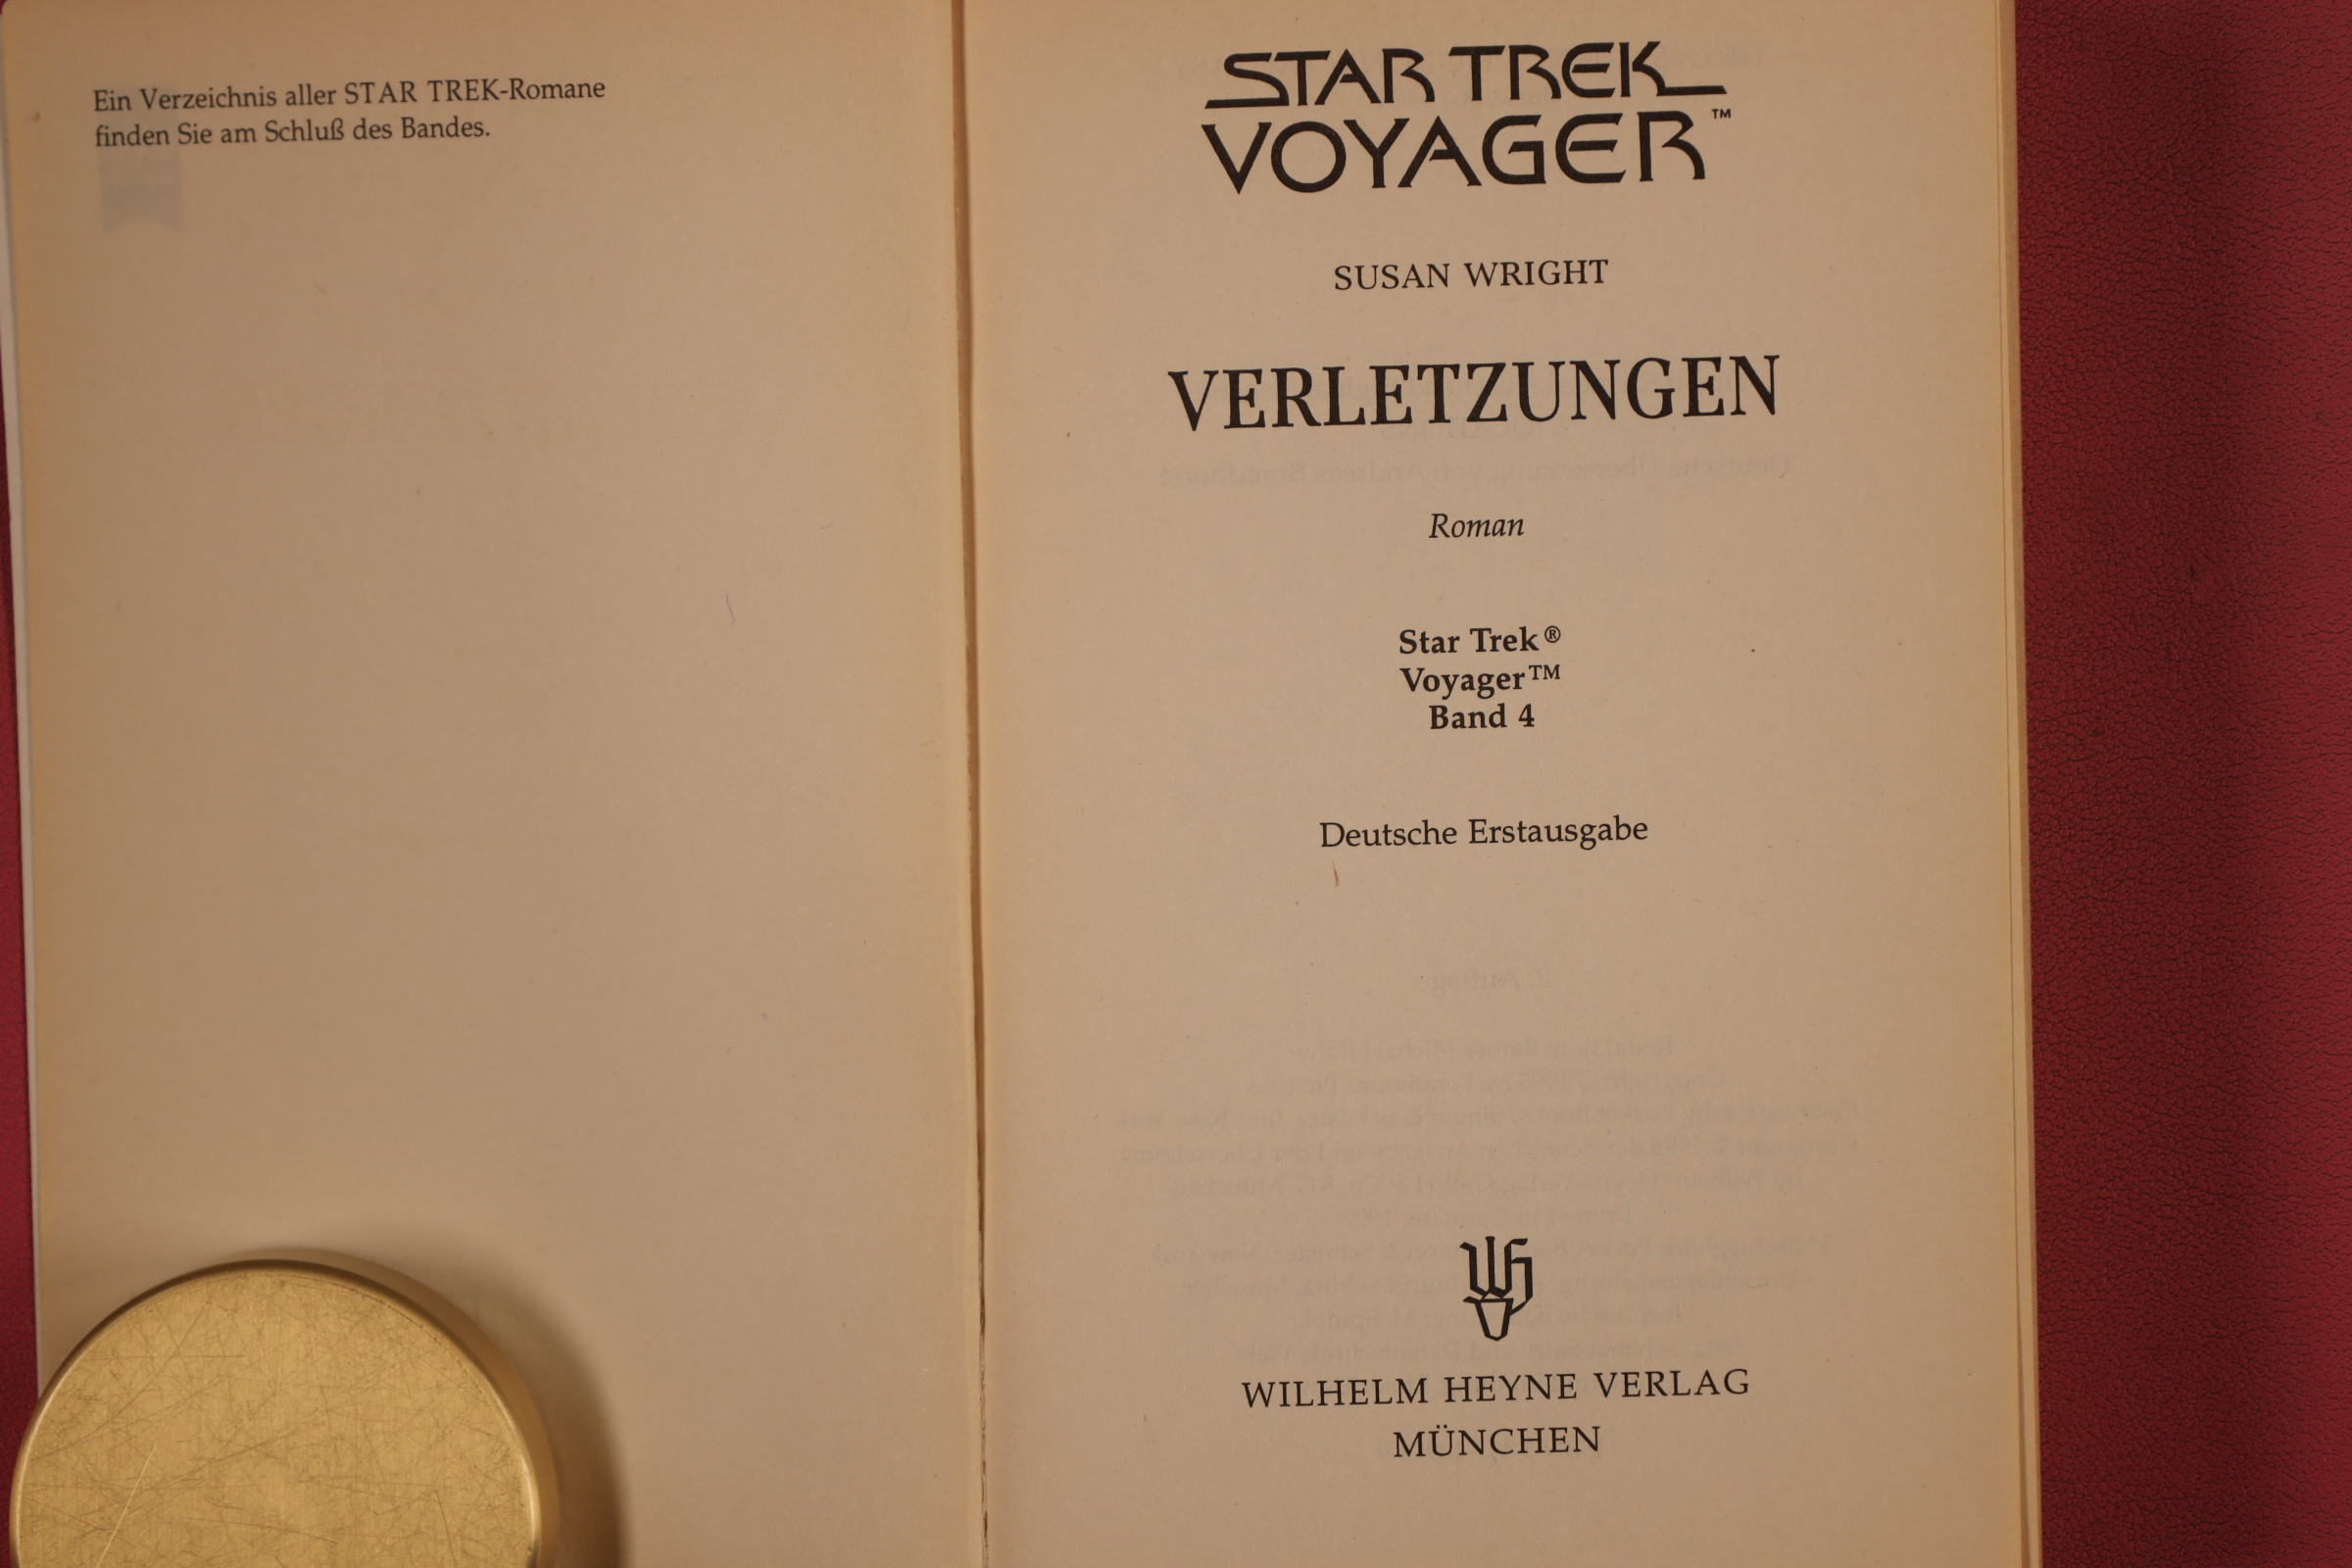 Ein Verzeichnis aller STAR TREK-Romane
finden Sie am Schluß des Bandes.
STAR TREK
VOYAGER™
SUSAN WRIGHT
VERLETZUNGEN
Roman
Star Trek®
Voyager™
Band 4
Deutsche Erstausgabe
WILHELM HEYNE VERLAG
MÜNCHEN